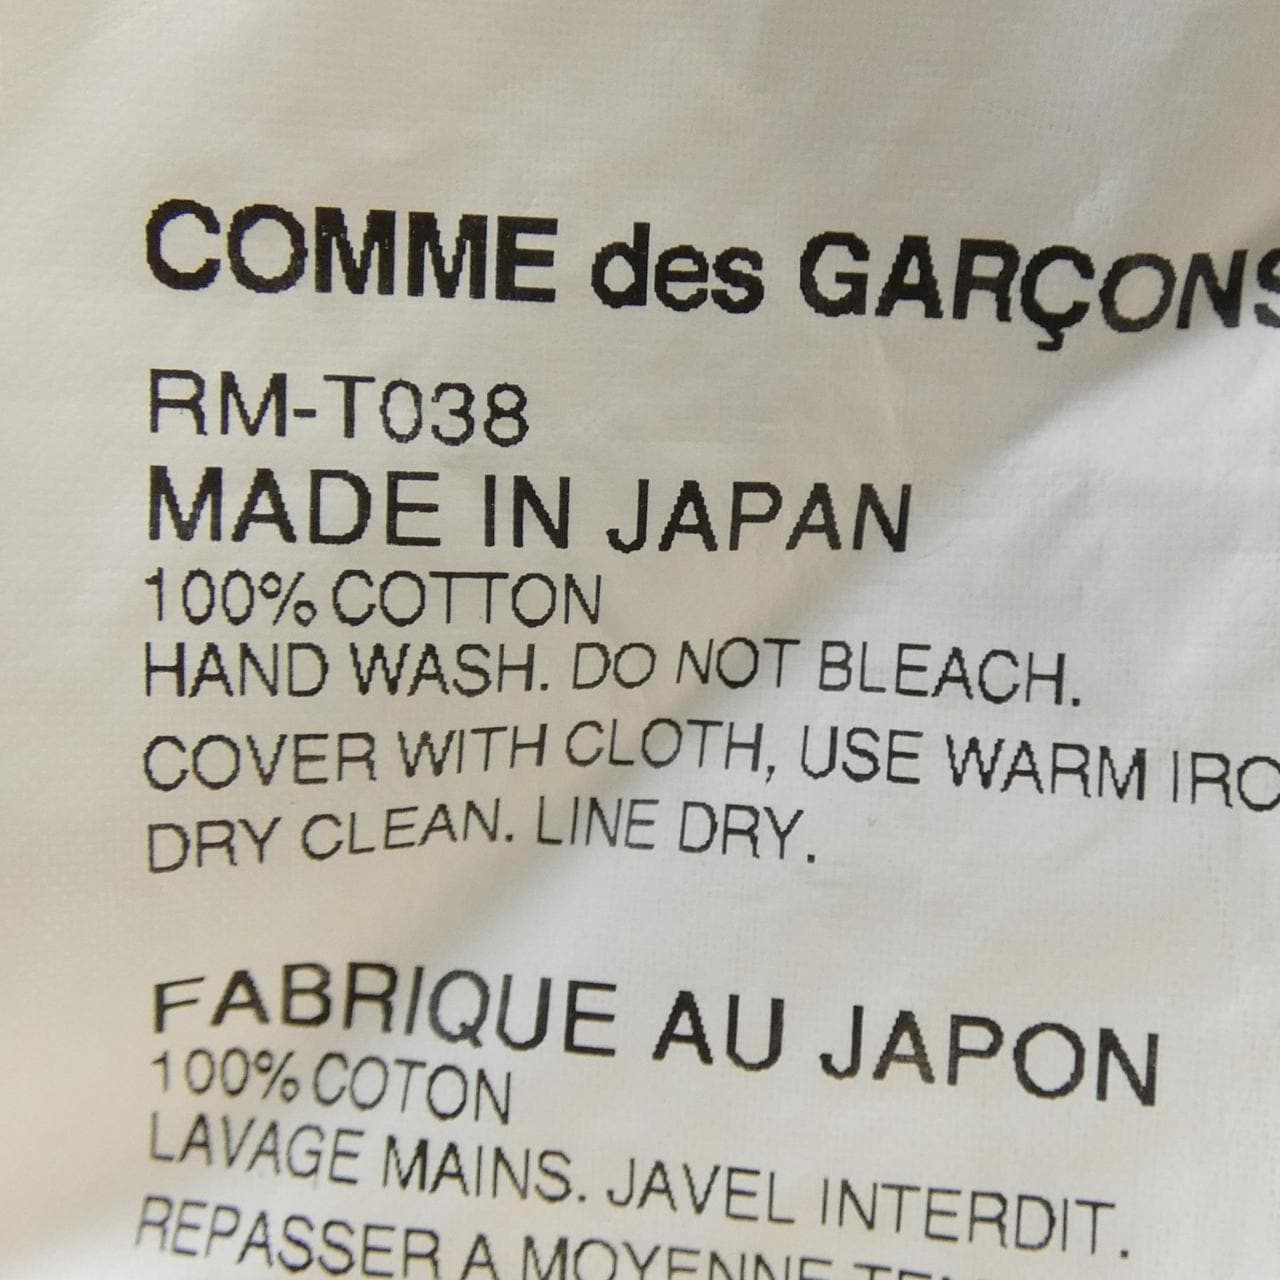 COMME des GARÇONS
RM-T038
MADE IN JAPAN
100% COTTON
HAND WASH. DO NOT BLEACH.
COVER WITH CLOTH, USE WARM IRO
DRY CLEAN. LINE DRY.
FABRIQUE AU JAPON
100% COTON
LAVAGE MAINS. JAVEL INTERDIT.
REPASSER A MOYENNE